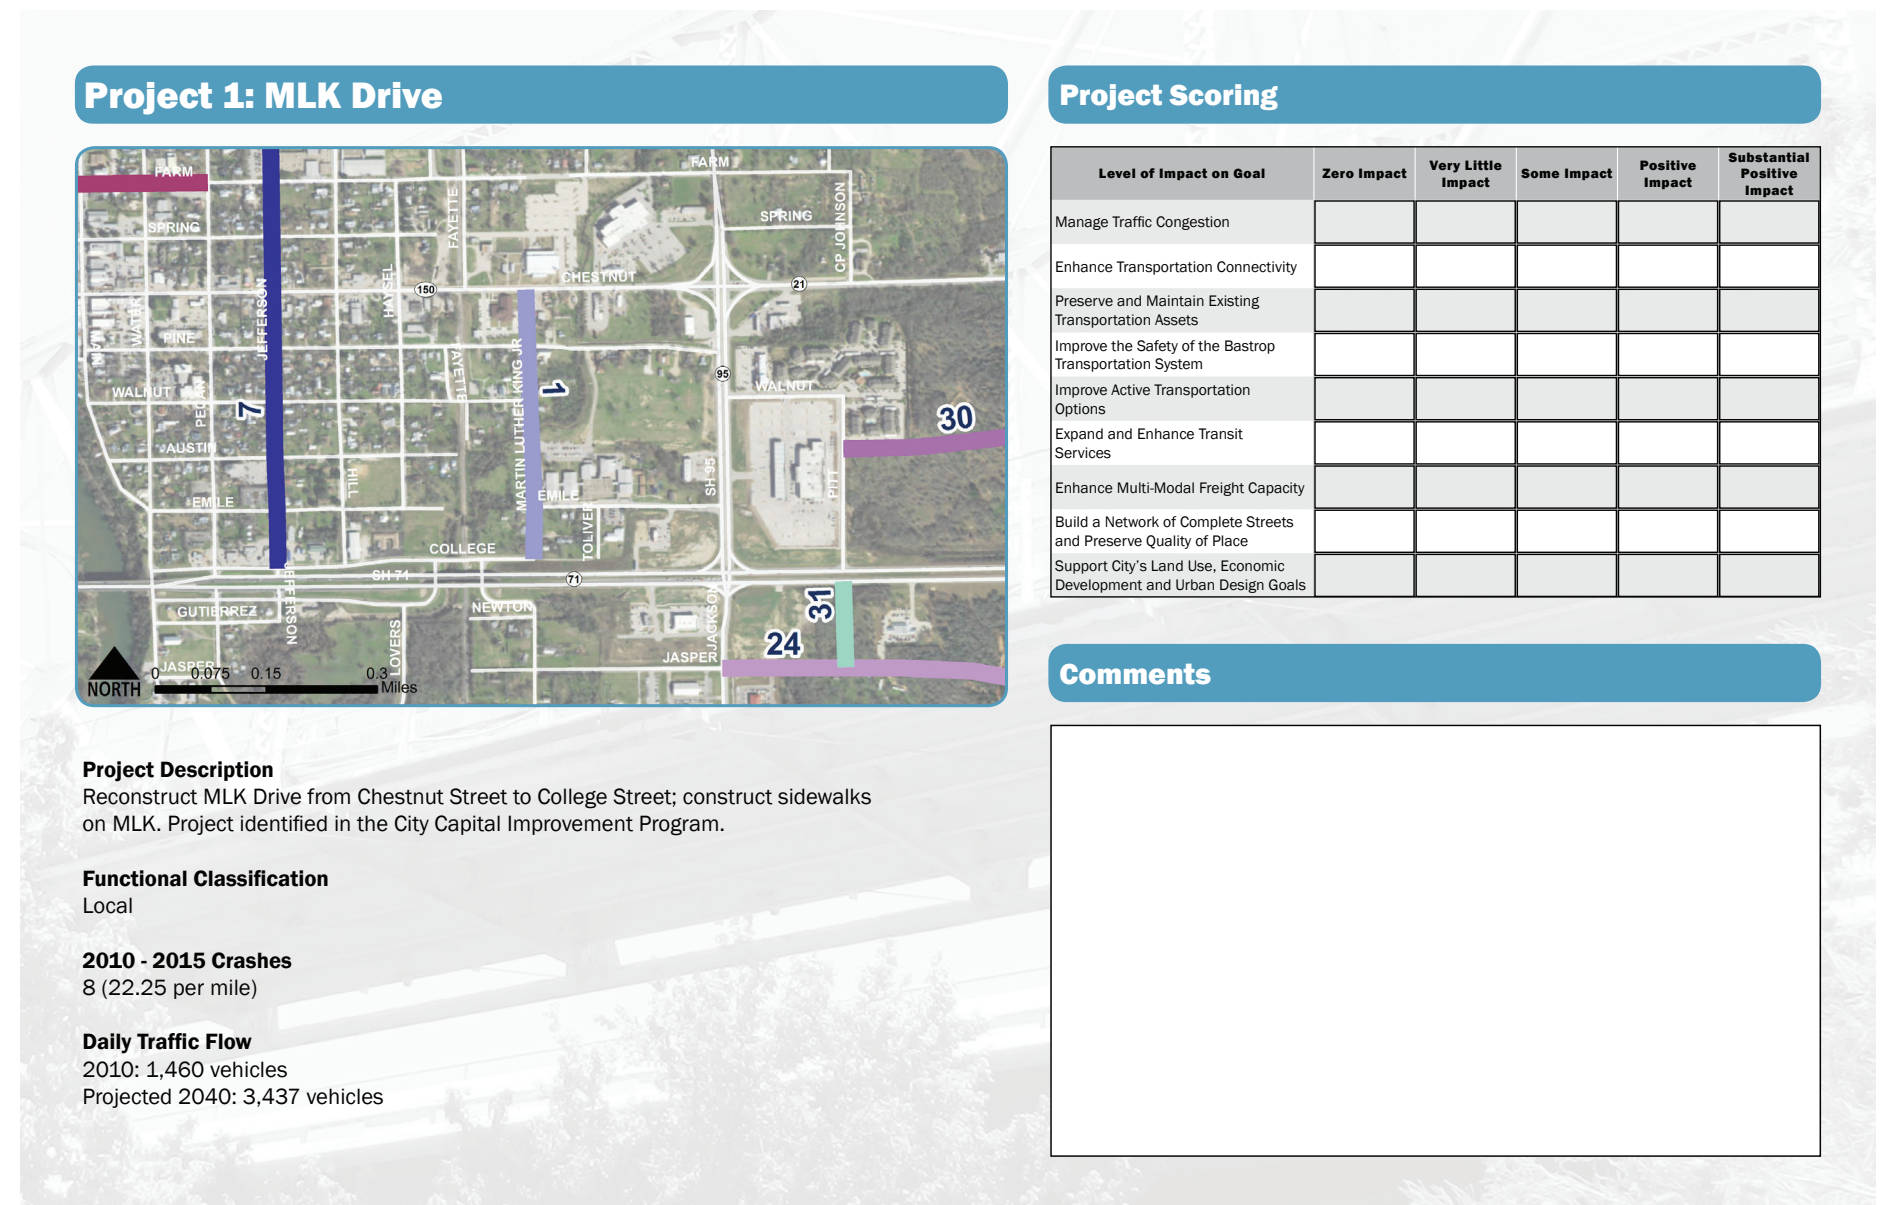 Project 1: MLK Drive
FARM
FARM
SPRING
SPRING
FAYETTE
CP JOHNSON
JEFFERSON
HAYSEL
CHESTNUT
150
21
WATER
MAIN
PINE
PECAN
WALNUT
FAYETTE
MARTIN LUTHER KING JR
1
7
95
WALNUT
30
AUSTIN
HILL
SH 95
PITT
EMILE
EMILE
TOLIVER
COLLEGE
SH 71
71
JEFFERSON
GUTIERREZ
NEWTON
JACKSON
31
24
LOVERS
JASPER
JASPER
NORTH
0 0.075 0.15 0.3
Miles
Project Description
Reconstruct MLK Drive from Chestnut Street to College Street; construct sidewalks
on MLK. Project identified in the City Capital Improvement Program.
Functional Classification
Local
2010 - 2015 Crashes
8 (22.25 per mile)
Daily Traffic Flow
2010: 1,460 vehicles
Projected 2040: 3,437 vehicles
Project Scoring
Level of Impact on Goal
Zero Impact
Very Little
Impact
Some Impact
Positive
Impact
Substantial
Positive
Impact
Manage Traffic Congestion
Enhance Transportation Connectivity
Preserve and Maintain Existing
Transportation Assets
Improve the Safety of the Bastrop
Transportation System
Improve Active Transportation
Options
Expand and Enhance Transit
Services
Enhance Multi-Modal Freight Capacity
Build a Network of Complete Streets
and Preserve Quality of Place
Support City's Land Use, Economic
Development and Urban Design Goals
Comments